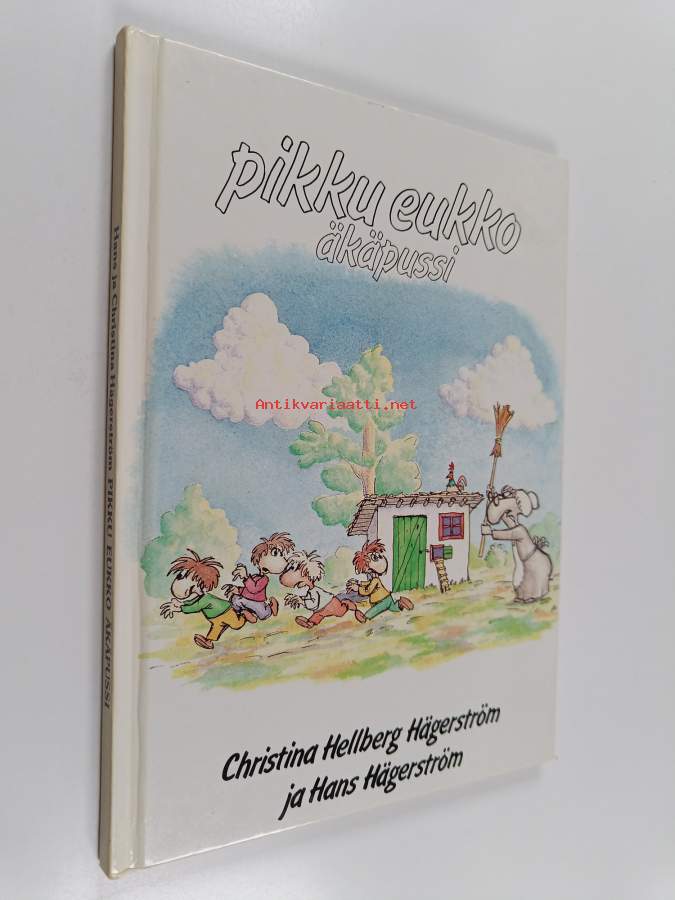 pikku eukko
äkäpussi
Antikvariaatti.net
Christina Hellberg Hägerström
ja Hans Hägerström
Hans ja Christina Hägerström PIKKU EUKKO ÄKÄPUSSI